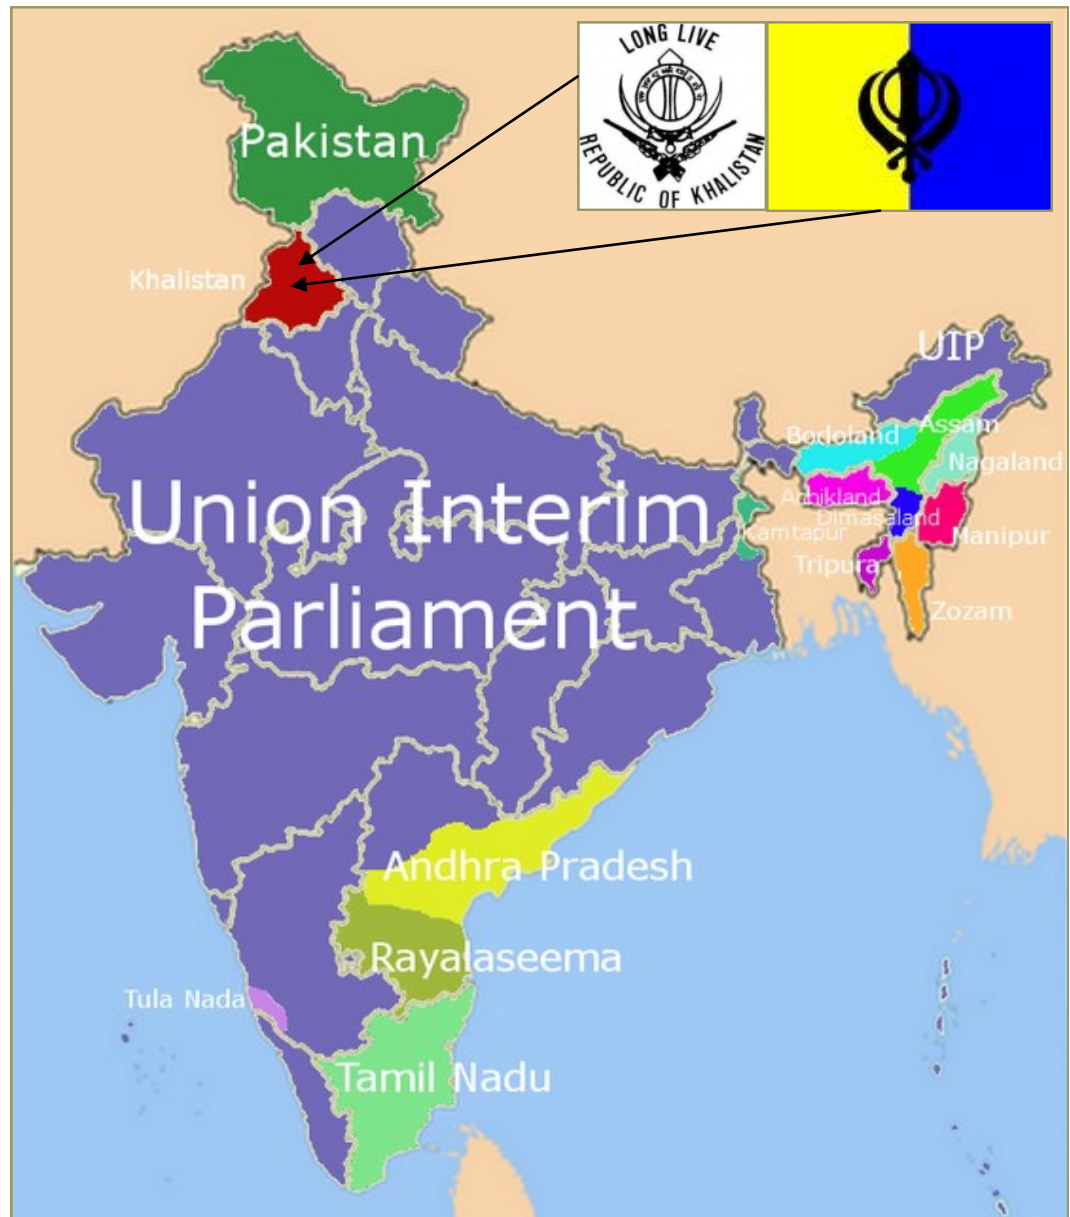 LONG LIVE
REPUBLIC OF KHALISTAN
Pakistan
Khalistan
UIP
Assam
Bodoland
Nagaland
Achikland
Dimasaland
Kamtapur
Manipur
Tripura
Zozam
Union Interim
Parliament
Andhra Pradesh
Rayalaseema
Tula Nada
Tamil Nadu